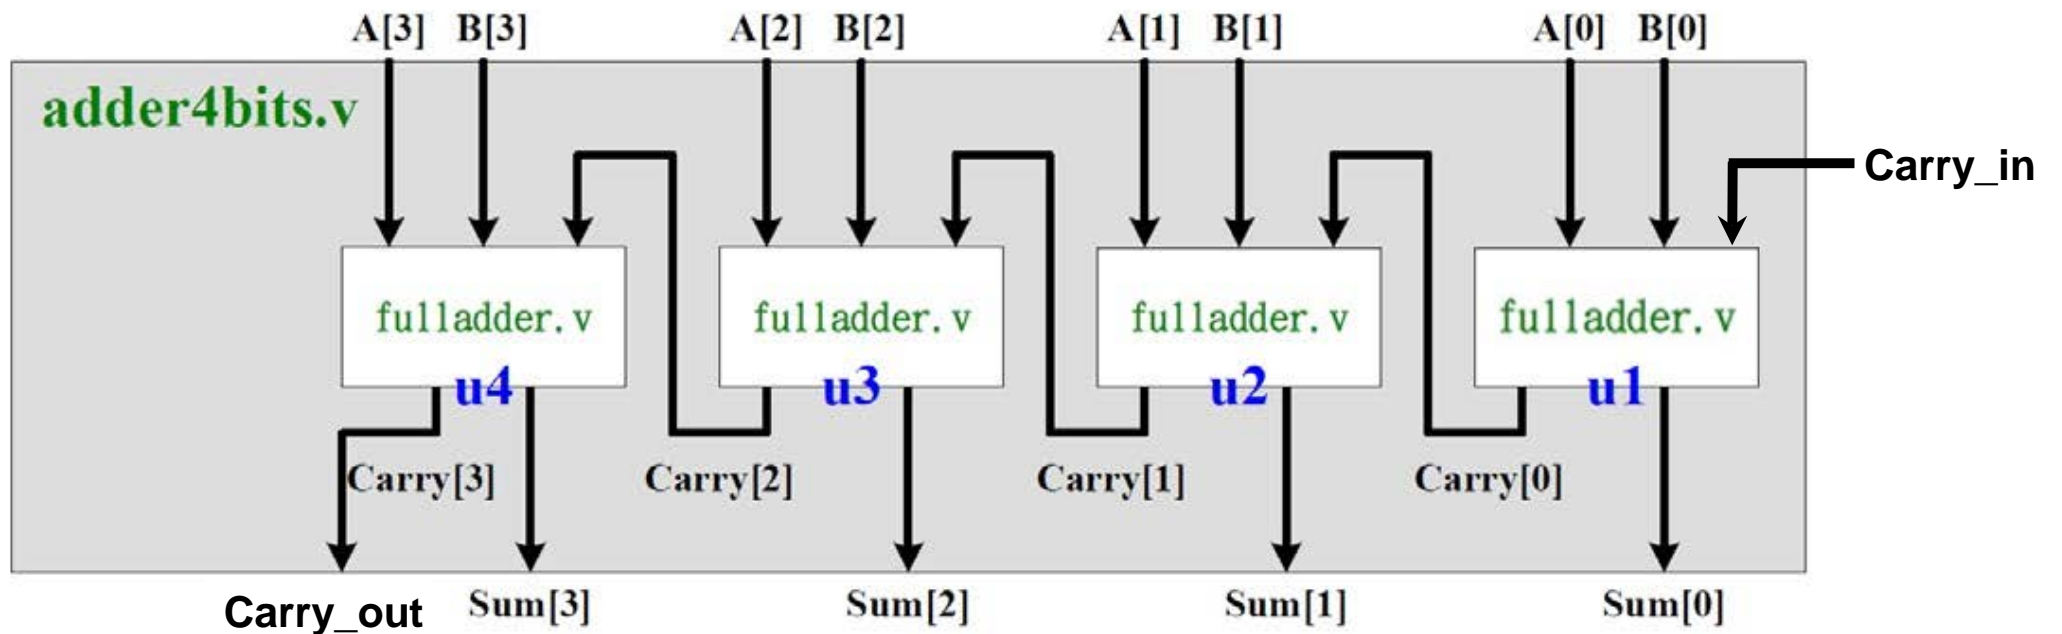 A[3] B[3] A[2] B[2] A[1] B[1] A[0] B[0]
adder4bits.v
Carry_in
fulladder.v fulladder.v fulladder.v fulladder.v
u4 u3 u2 u1
Carry[3] Carry[2] Carry[1] Carry[0]
Carry_out Sum[3] Sum[2] Sum[1] Sum[0]